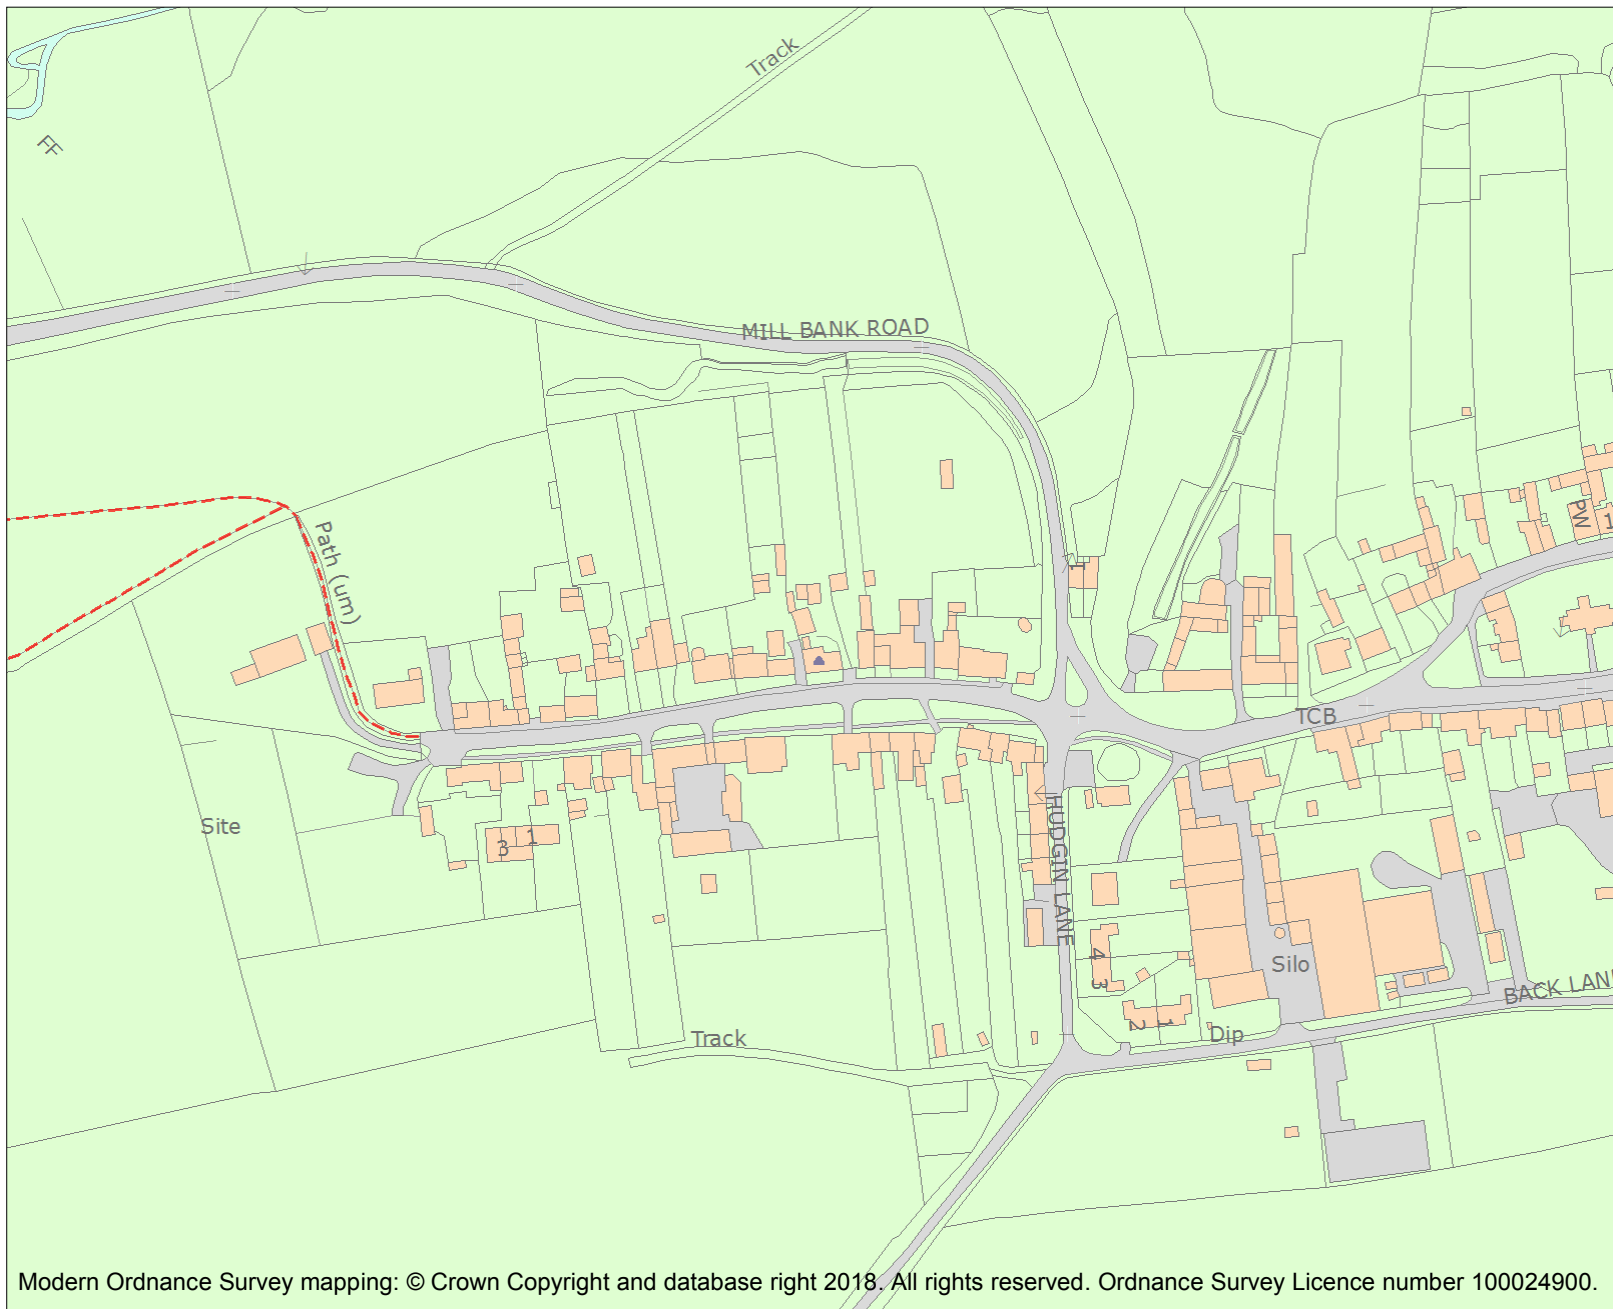 Track
FF
MILL BANK ROAD
Path (um)
PW
1
1
TCB
Site
3 1
HUDGIN LANE
4
3
Silo
BACK LANE
2
1
Dip
Track
Modern Ordnance Survey mapping: © Crown Copyright and database right 2018. All rights reserved. Ordnance Survey Licence number 100024900.